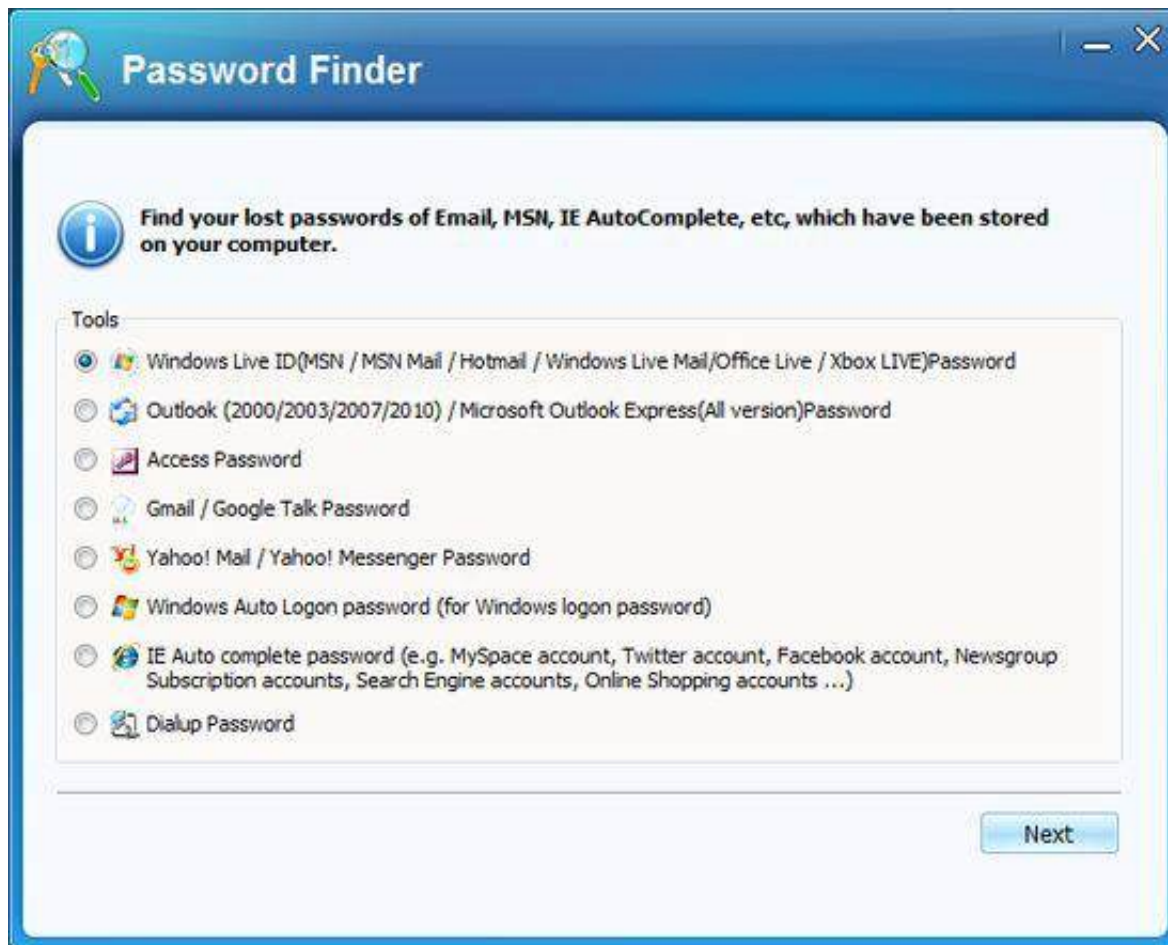 Password Finder
Find your lost passwords of Email, MSN, IE AutoComplete, etc, which have been stored
on your computer.
Tools
Windows Live ID(MSN / MSN Mail / Hotmail / Windows Live Mail/Office Live / Xbox LIVE)Password
Outlook (2000/2003/2007/2010) / Microsoft Outlook Express(All version)Password
Access Password
Gmail / Google Talk Password
Yahoo! Mail / Yahoo! Messenger Password
Windows Auto Logon password (for Windows logon password)
IE Auto complete password (e.g. MySpace account, Twitter account, Facebook account, Newsgroup
Subscription accounts, Search Engine accounts, Online Shopping accounts ...)
Dialup Password
Next